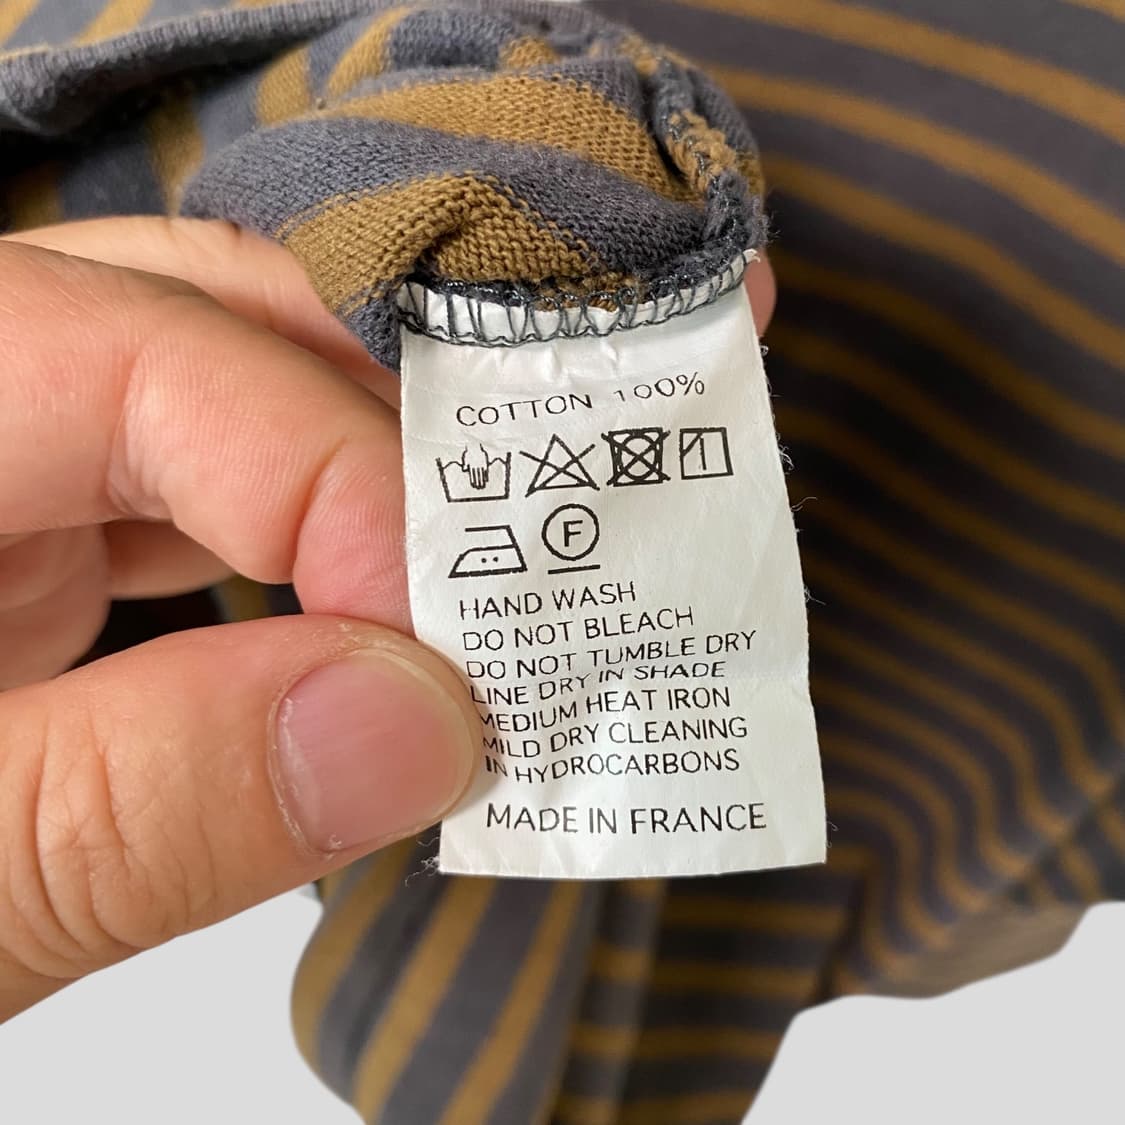 COTTON 100%
F
HAND WASH
DO NOT BLEACH
DO NOT TUMBLE DRY
LINE DRY IN SHADE
MEDIUM HEAT IRON
MILD DRY CLEANING
IN HYDROCARBONS
MADE IN FRANCE